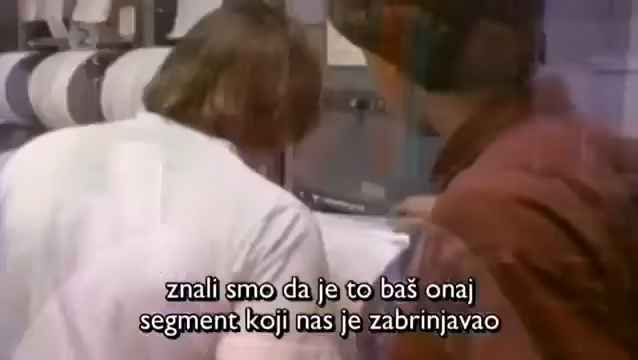 znali smo da je to baš onaj
segment koji nas je zabrinjavao